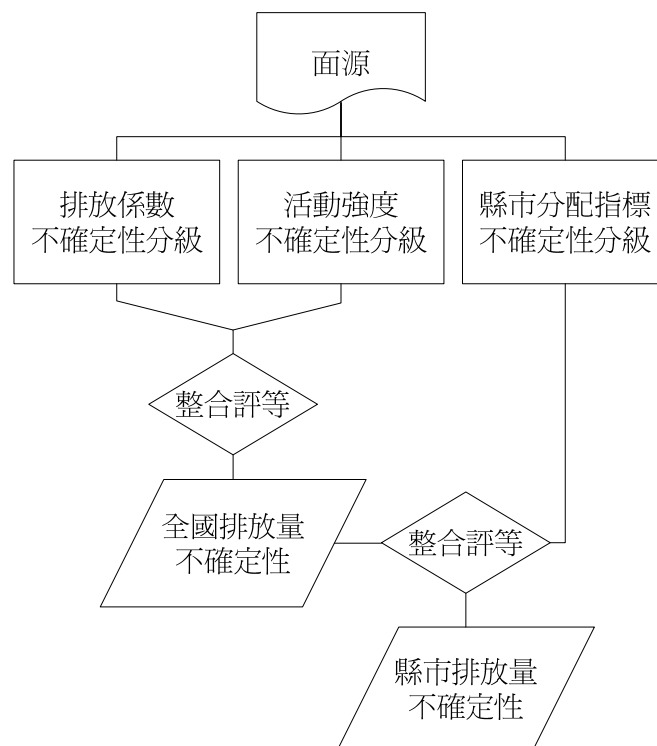 面源
排放係數
不確定性分級
活動強度
不確定性分級
縣市分配指標
不確定性分級
整合評等
全國排放量
不確定性
整合評等
縣市排放量
不確定性